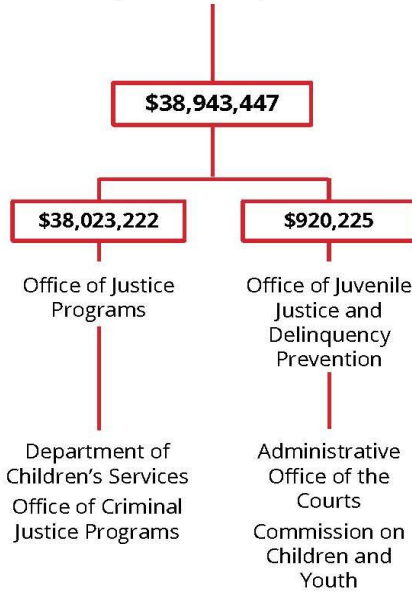 $38,943,447
$38,023,222
$920,225
Office of Justice
Programs
Office of Juvenile
Justice and
Delinquency
Prevention
Department of
Children's Services
Office of Criminal
Justice Programs
Administrative
Office of the
Courts
Commission on
Children and
Youth